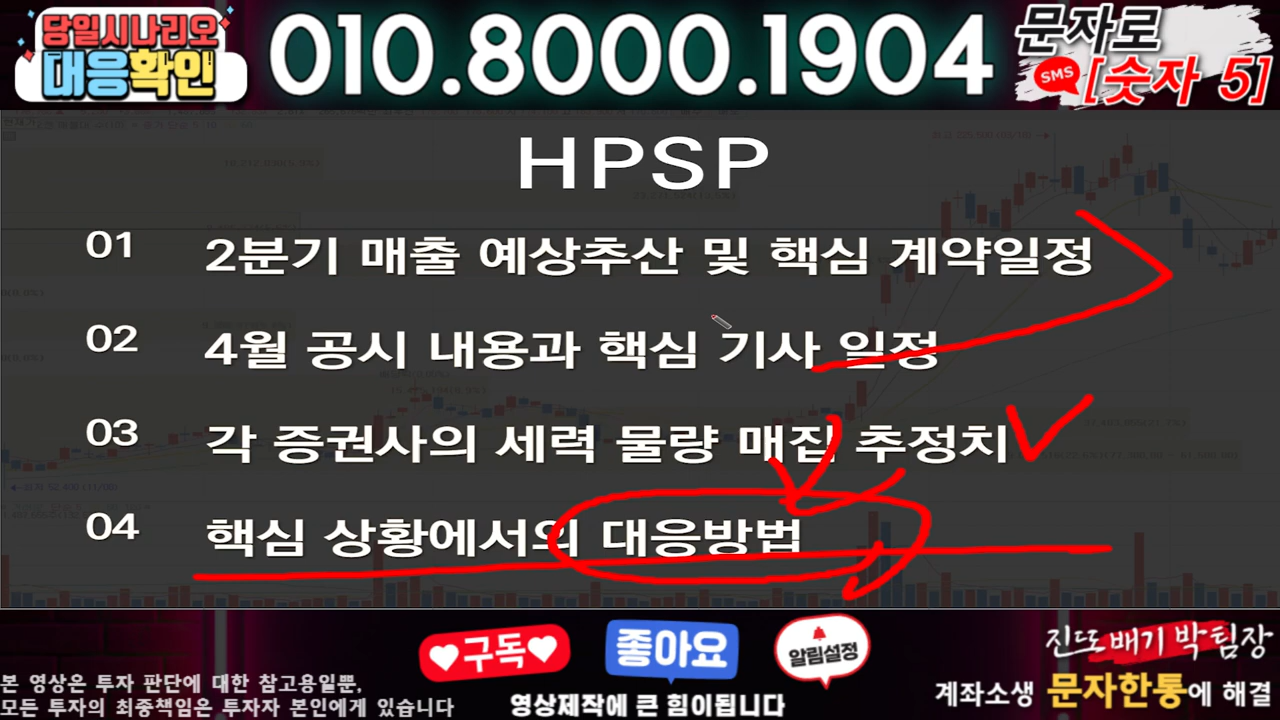 당일시나리오
대응확인
010.8000.1904
문자로
SMS [숫자 5]
HPSP
01 2분기 매출 예상추산 및 핵심 계약일정
02 4월 공시 내용과 핵심 기사 일정
03 각 증권사의 세력 물량 매집 추정치
04 핵심 상황에서의 대응방법
구독
좋아요
알림설정
영상제작에 큰 힘이됩니다
본 영상은 투자 판단에 대한 참고용일뿐,
모든 투자의 최종책임은 투자자 본인에게 있습니다
진또배기 박팀장
계좌소생 문자한통에 해결